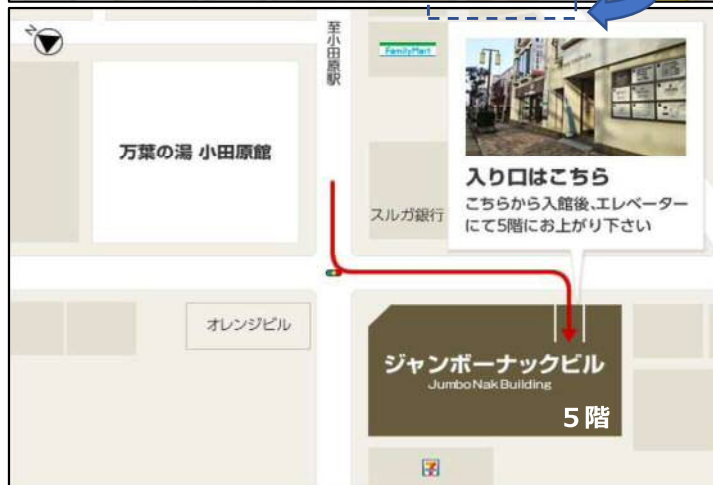 N
至小田原駅
FamilyMart
万葉の湯 小田原館
入り口はこちら
こちらから入館後、エレベーター
にて5階にお上がり下さい
スルガ銀行
オレンジビル
ジャンボーナックビル
Jumbo Nak Building
5階
7